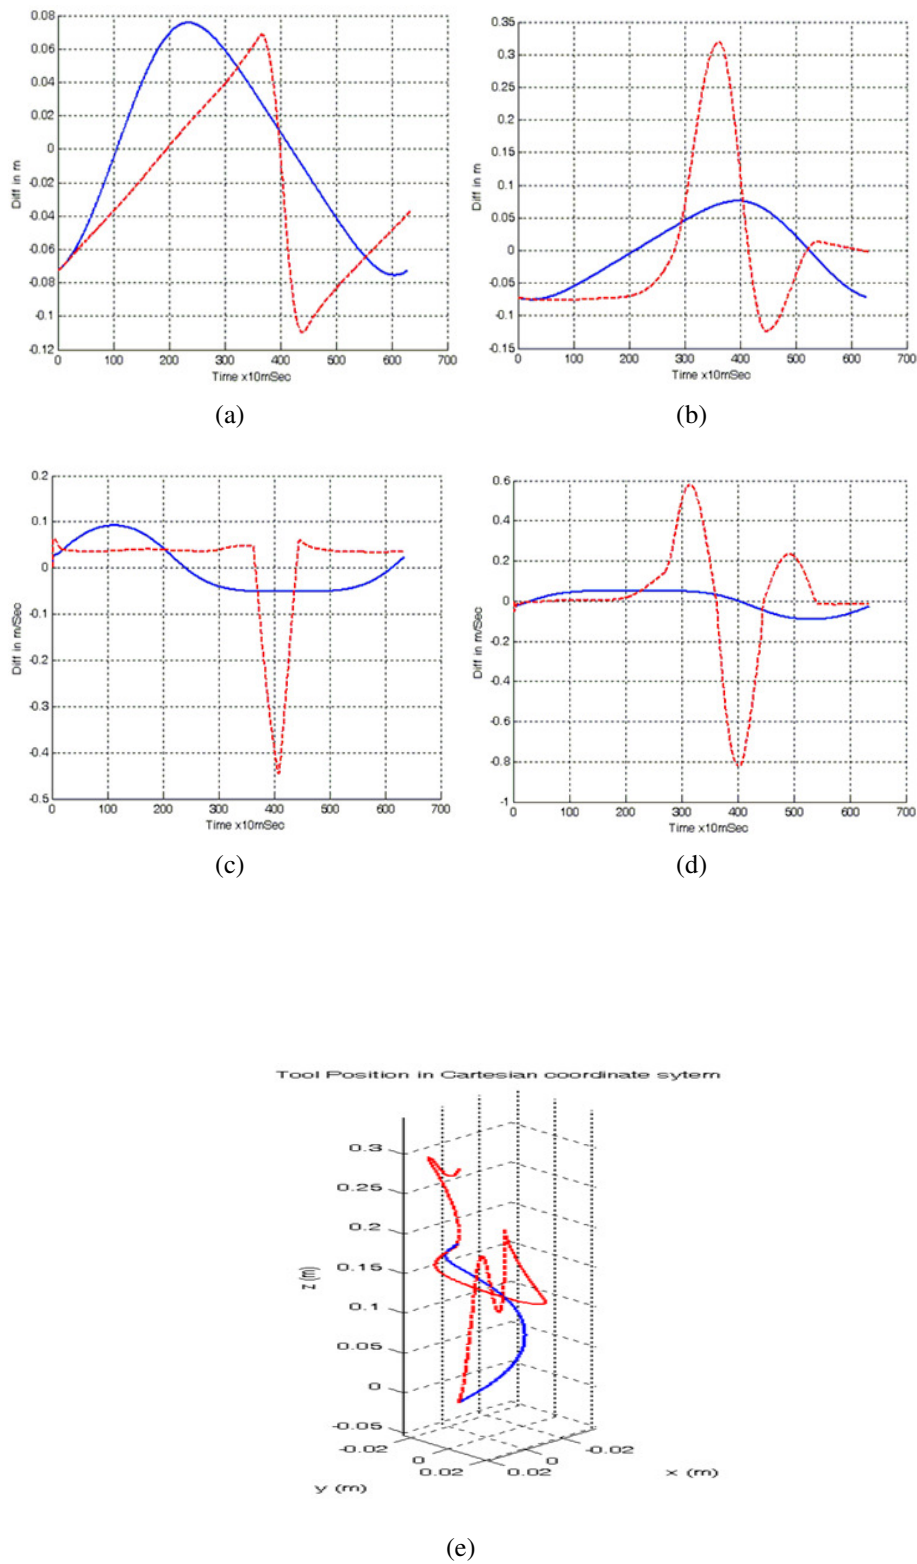 0.08
0.06
0.04
0.02
0
-0.02
-0.04
-0.06
-0.08
-0.1
-0.12
Diff in m
0 100 200 300 400 500 600 700
Time x10mSec
(a)
0.35
0.3
0.25
0.2
0.15
0.1
0.05
0
-0.05
-0.1
-0.15
Diff in m
0 100 200 300 400 500 600 700
Time x10mSec
(b)
0.2
0.1
0
-0.1
-0.2
-0.3
-0.4
-0.5
Diff in m/Sec
0 100 200 300 400 500 600 700
Time x10mSec
(c)
0.6
0.4
0.2
0
-0.2
-0.4
-0.6
-0.8
-1
Diff in m/Sec
0 100 200 300 400 500 600 700
Time x10mSec
(d)
Tool Position in Cartesian coordinate sytem
0.3
0.25
0.2
0.15
0.1
0.05
0
-0.05
z (m)
-0.02
0
0.02
y (m)
0.02
0
-0.02
x (m)
(e)